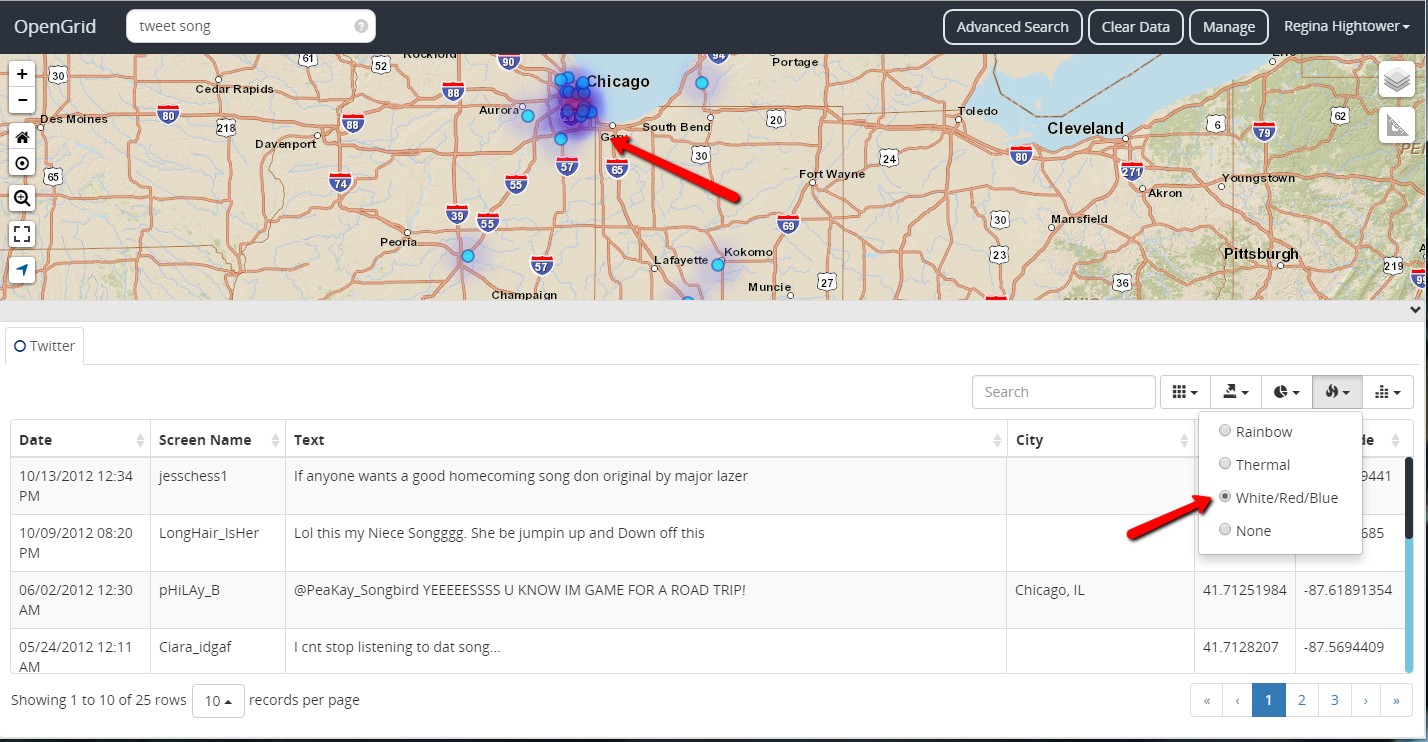 OpenGrid
tweet song
?
Advanced Search
Clear Data
Manage
Regina Hightower
+
−
30
61
52
90
94
Rockford
Portage
Cedar Rapids
88
Chicago
Aurora
Des Moines
80
218
88
Davenport
Gary
South Bend
20
Toledo
Cleveland
6
79
62
65
74
55
57
65
30
Fort Wayne
24
80
271
Akron
Youngstown
39
55
69
30
Mansfield
Peoria
57
Lafayette
Kokomo
23
Pittsburgh
219
Champaign
Muncie
27
36
Twitter
Search
Rainbow
Thermal
White/Red/Blue
None
Date
Screen Name
Text
City
de
10/13/2012 12:34 PM
jesschess1
If anyone wants a good homecoming song don original by major lazer
9441
10/09/2012 08:20 PM
LongHair_IsHer
Lol this my Niece Songggg. She be jumpin up and Down off this
685
06/02/2012 12:30 AM
pHiLAy_B
@PeaKay_Songbird YEEEEESSSS U KNOW IM GAME FOR A ROAD TRIP!
Chicago, IL
41.71251984
-87.61891354
05/24/2012 12:11 AM
Ciara_idgaf
I cnt stop listening to dat song...
41.7128207
-87.5694409
Showing 1 to 10 of 25 rows
10
records per page
«
‹
1
2
3
›
»